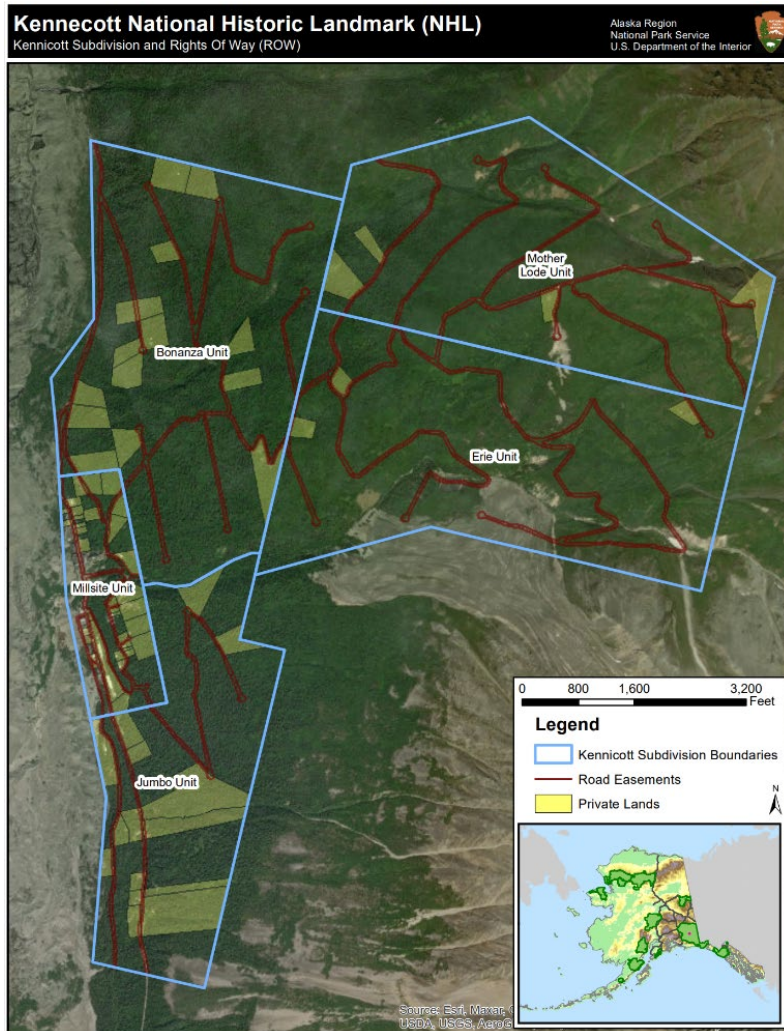 Kennecott National Historic Landmark (NHL)
Kennicott Subdivision and Rights Of Way (ROW)
Alaska Region
National Park Service
U.S. Department of the Interior
Mother
Lode Unit
Bonanza Unit
Erie Unit
Millsite Unit
Jumbo Unit
0 800 1,600 3,200
Feet
Legend
Kennicott Subdivision Boundaries
Road Easements
Private Lands
N
Source: Esri, Maxar,
USDA, USGS,